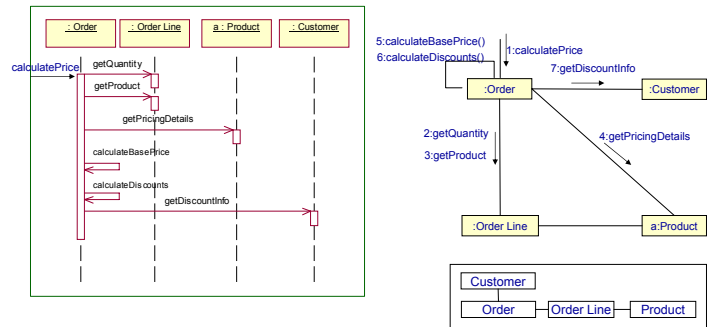 : Order
: Order Line
a : Product
: Customer
calculatePrice
getQuantity
getProduct
getPricingDetails
calculateBasePrice
calculateDiscounts
getDiscountInfo
5:calculateBasePrice()
6:calculateDiscounts()
1:calculatePrice
7:getDiscountInfo
:Order
:Customer
2:getQuantity
3:getProduct
4:getPricingDetails
:Order Line
a:Product
Customer
Order
Order Line
Product